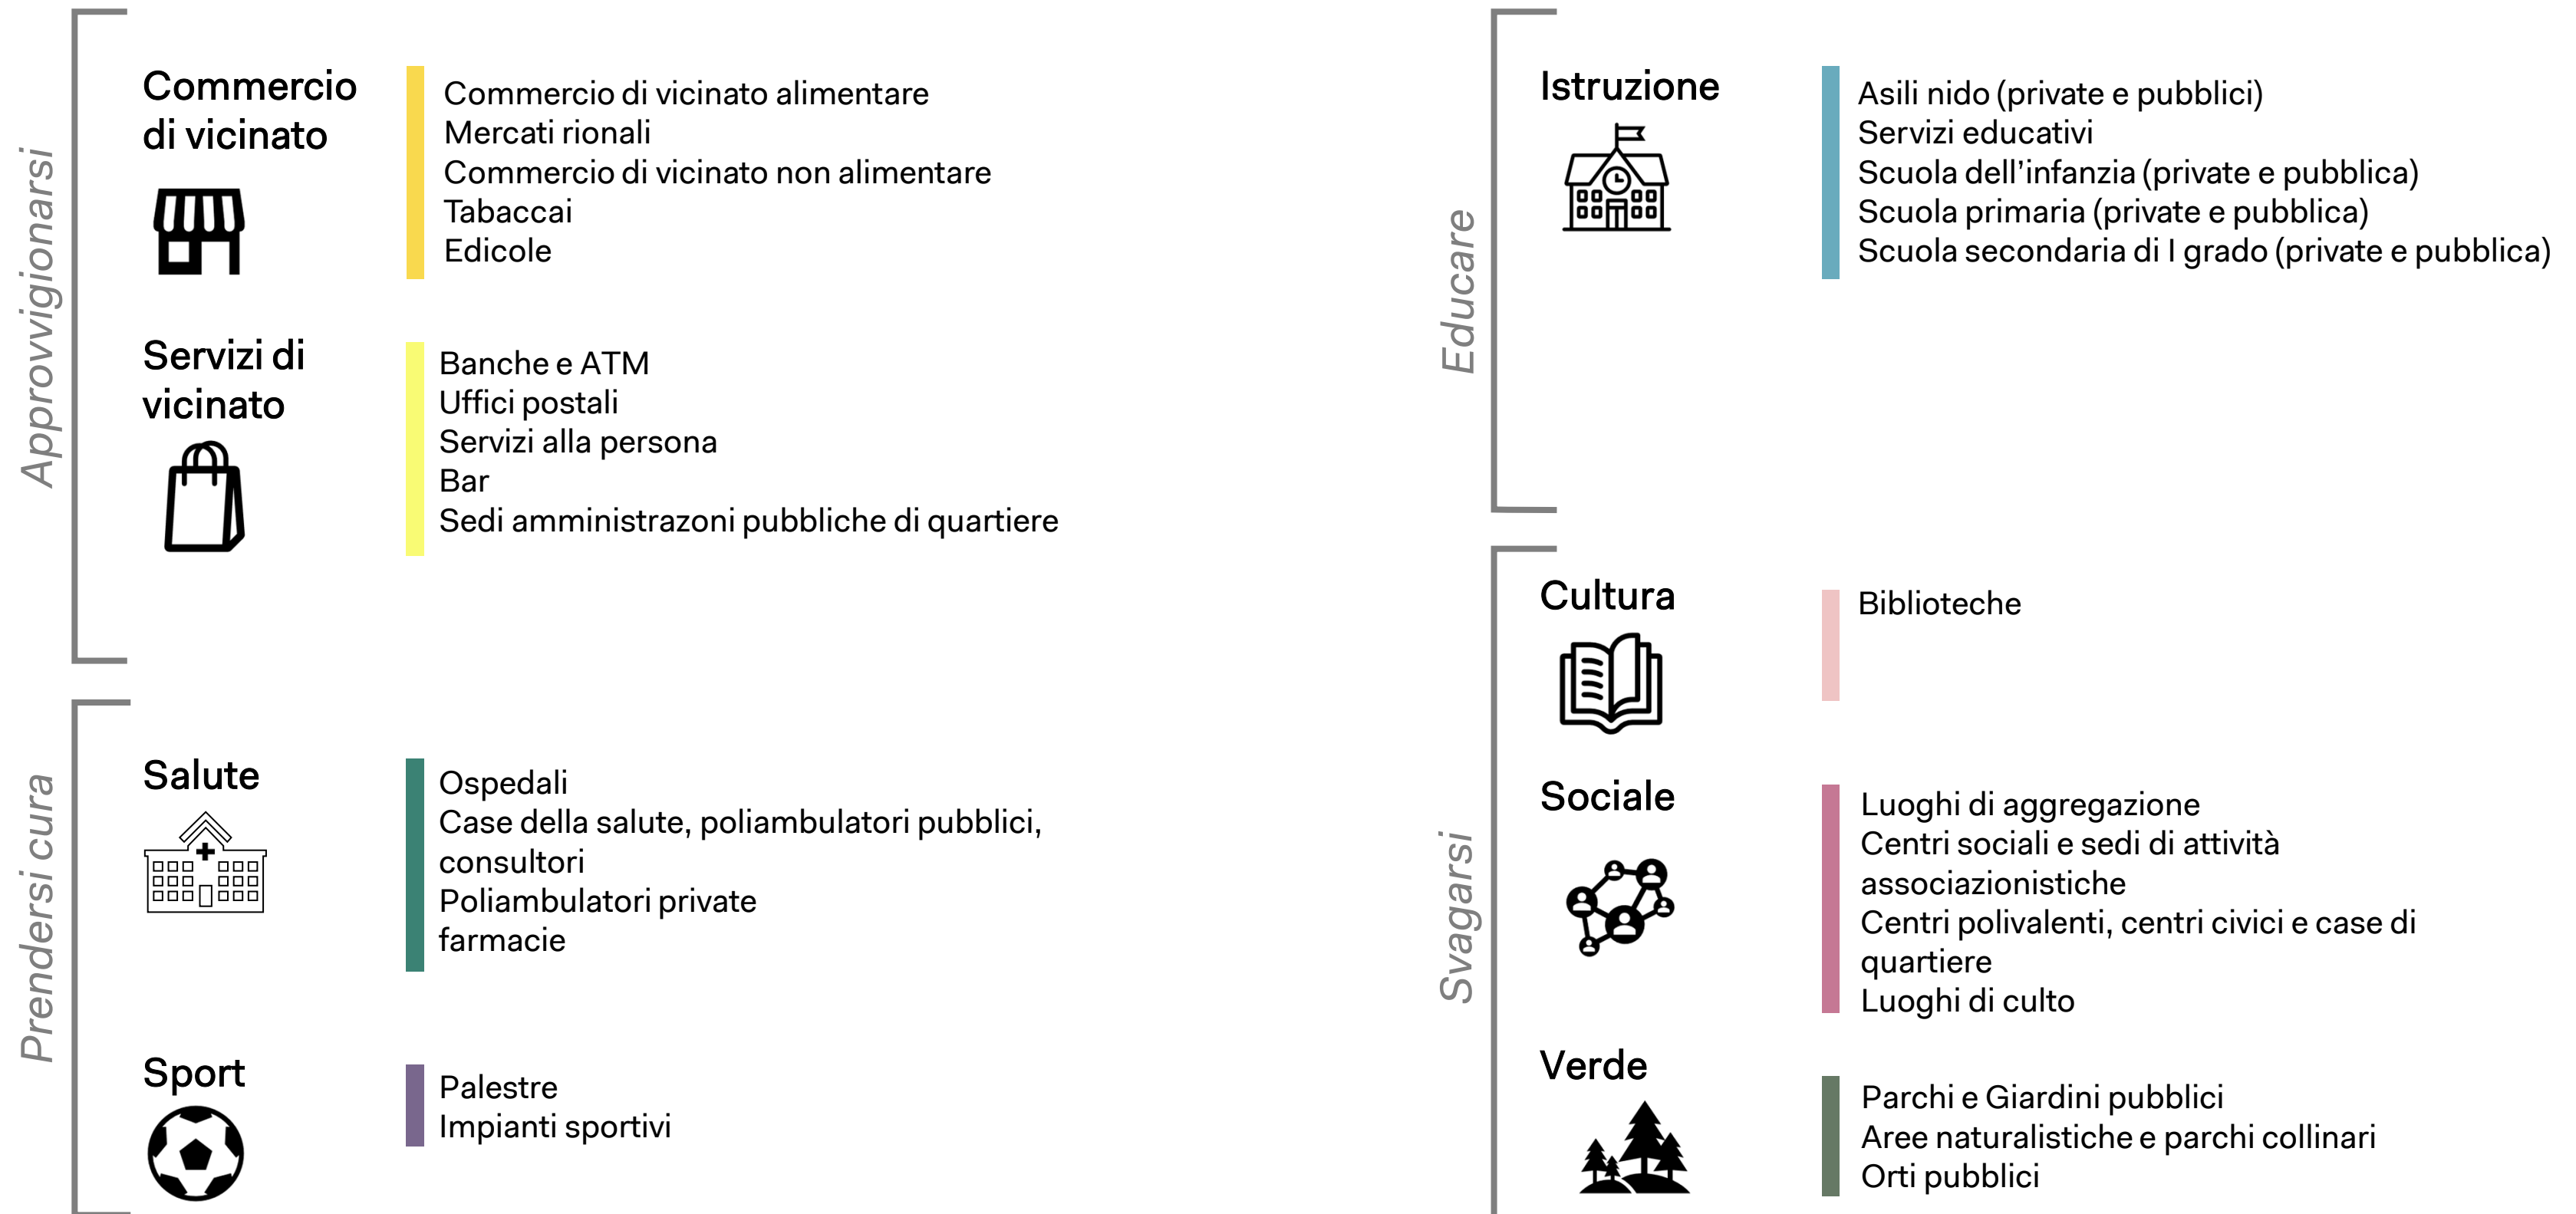 Approvvigionarsi
Commercio
di vicinato
Commercio di vicinato alimentare
Mercati rionali
Commercio di vicinato non alimentare
Tabaccai
Edicole
Servizi di
vicinato
Banche e ATM
Uffici postali
Servizi alla persona
Bar
Sedi amministrazoni pubbliche di quartiere
Prendersi cura
Salute
Ospedali
Case della salute, poliambulatori pubblici,
consultori
Poliambulatori private
farmacie
Sport
Palestre
Impianti sportivi
Educare
Istruzione
Asili nido (private e pubblici)
Servizi educativi
Scuola dell’infanzia (private e pubblica)
Scuola primaria (private e pubblica)
Scuola secondaria di I grado (private e pubblica)
Svagarsi
Cultura
Biblioteche
Sociale
Luoghi di aggregazione
Centri sociali e sedi di attività
associazionistiche
Centri polivalenti, centri civici e case di
quartiere
Luoghi di culto
Verde
Parchi e Giardini pubblici
Aree naturalistiche e parchi collinari
Orti pubblici